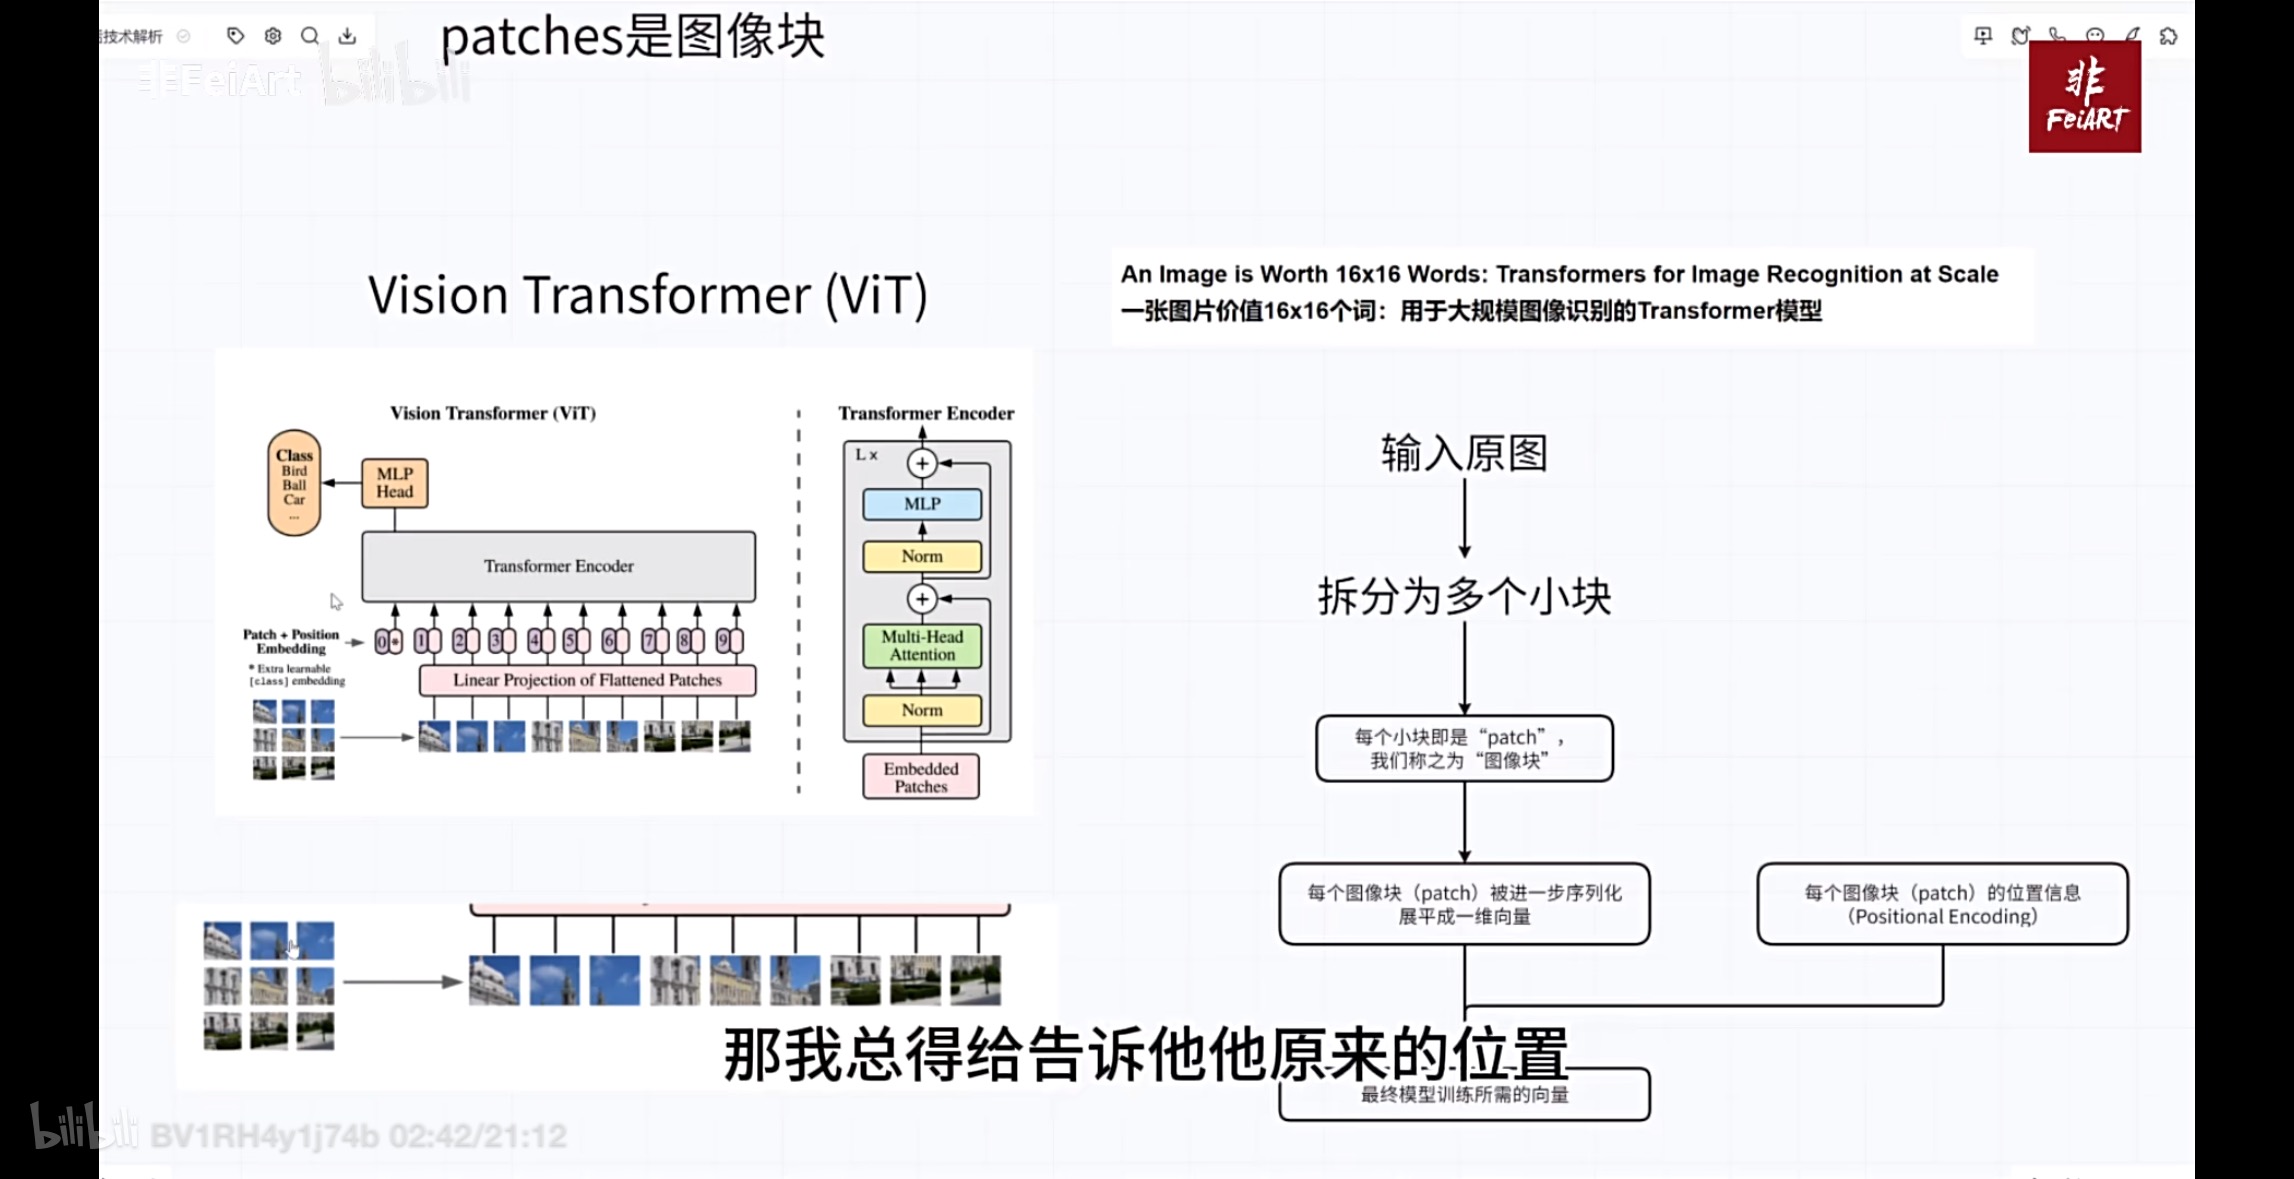 技术解析
patches是图像块
非FeiArt
bilibili
非
FeiART
Vision Transformer (ViT)
An Image is Worth 16x16 Words: Transformers for Image Recognition at Scale
一张图片价值16x16个词：用于大规模图像识别的Transformer模型
Vision Transformer (ViT)
Transformer Encoder
Class
Bird
Ball
Car
...
MLP
Head
Transformer Encoder
Patch + Position
Embedding
* Extra learnable
[class] embedding
0 * 1 2 3 4 5 6 7 8 9
Linear Projection of Flattened Patches
L x
+
MLP
Norm
+
Multi-Head
Attention
Norm
Embedded
Patches
输入原图
拆分为多个小块
每个小块即是“patch”，
我们称之为“图像块”
每个图像块（patch）被进一步序列化
展平成一维向量
每个图像块（patch）的位置信息
（Positional Encoding）
那我总得给告诉他他原来的位置
最终模型训练所需的向量
bilibili BV1RH4y1j74b 02:42/21:12